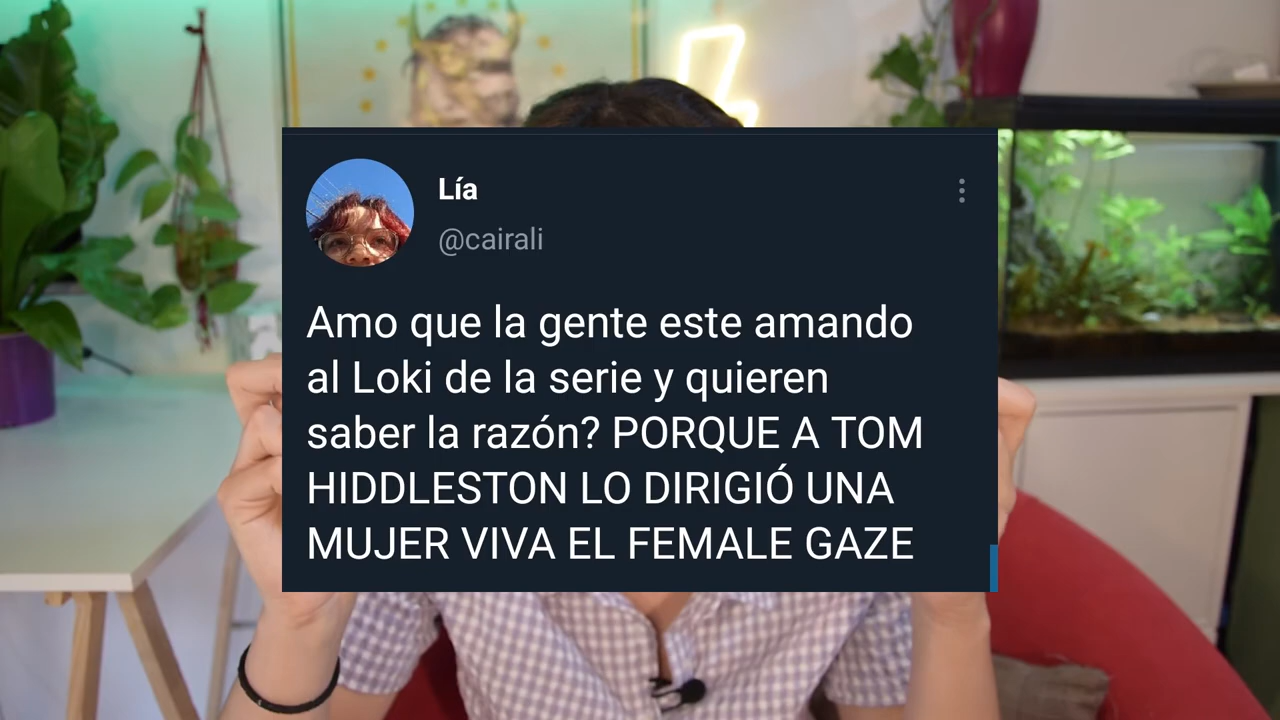 Lía
@cairali
Amo que la gente este amando
al Loki de la serie y quieren
saber la razón? PORQUE A TOM
HIDDLESTON LO DIRIGIÓ UNA
MUJER VIVA EL FEMALE GAZE